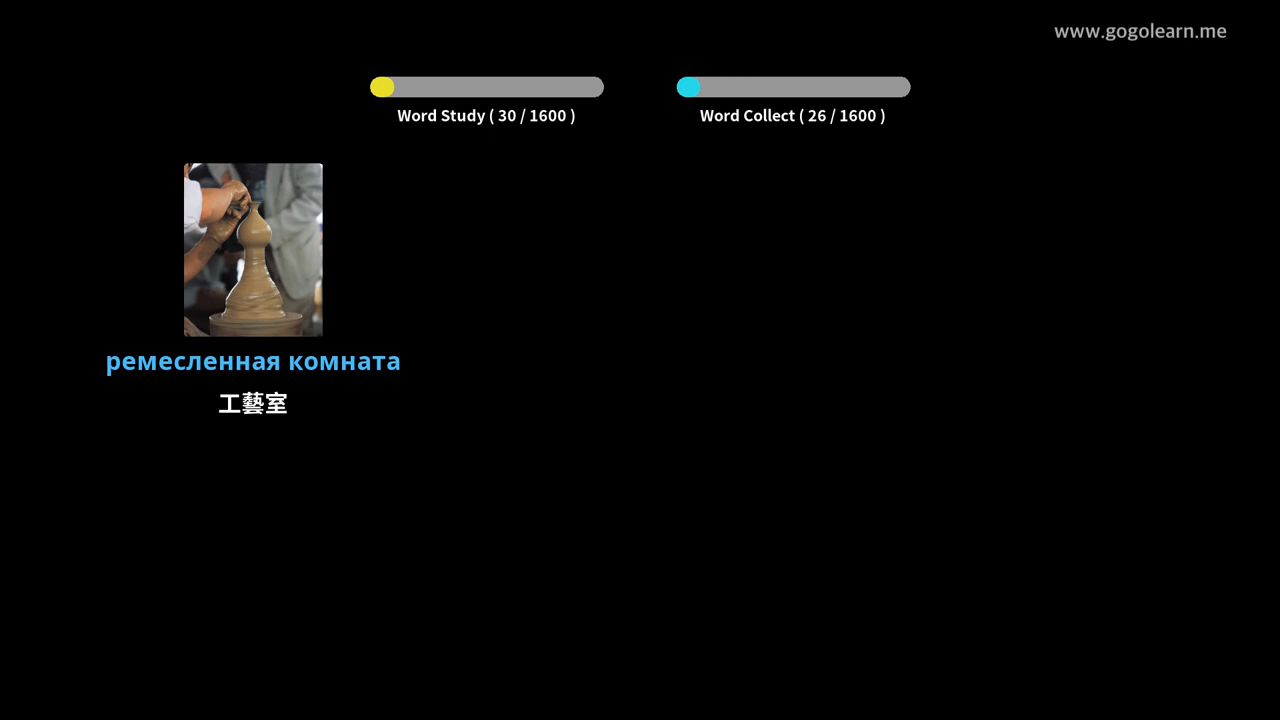 www.gogolearn.me
Word Study ( 30 / 1600 )
Word Collect ( 26 / 1600 )
ремесленная комната
工藝室